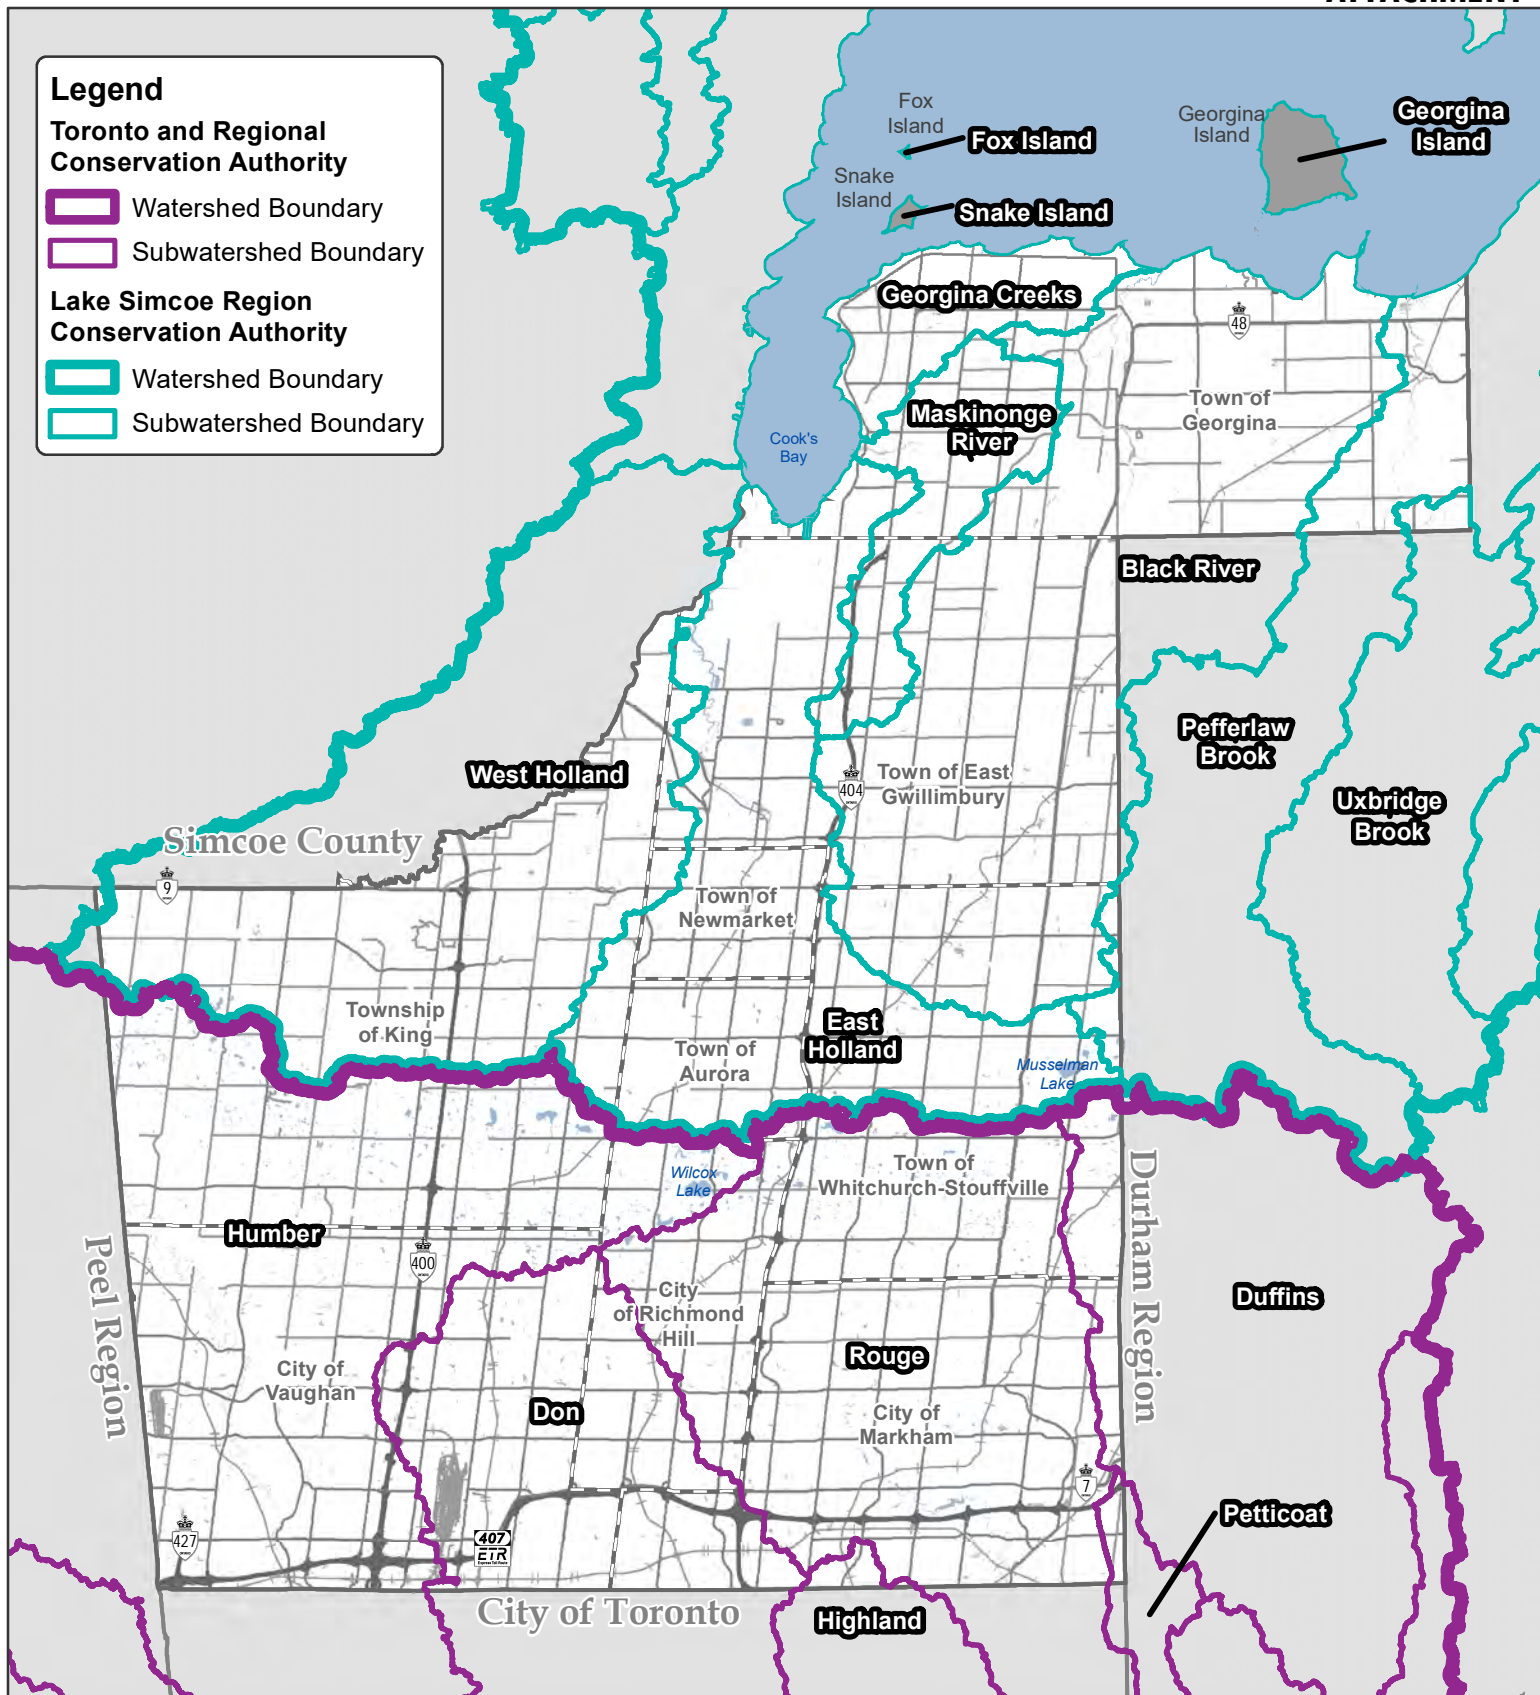 Legend
Toronto and Regional
Conservation Authority
Watershed Boundary
Subwatershed Boundary
Lake Simcoe Region
Conservation Authority
Watershed Boundary
Subwatershed Boundary
Fox
Island
Fox Island
Snake
Island
Snake Island
Georgina
Island
Georgina
Island
Georgina Creeks
48
Maskinonge
River
Town of
Georgina
Cook's
Bay
Black River
Pefferlaw
Brook
Uxbridge
Brook
West Holland
404
Town of East
Gwillimbury
Simcoe County
9
Town of
Newmarket
Township
of King
East
Holland
Town of
Aurora
Musselman
Lake
Wilcox
Lake
Town of
Whitchurch-Stouffville
Humber
400
Peel Region
Durham Region
City
of Richmond
Hill
Duffins
Rouge
City of
Vaughan
Don
City of
Markham
7
Petticoat
427
407
ETR
Express Toll Route
City of Toronto
Highland